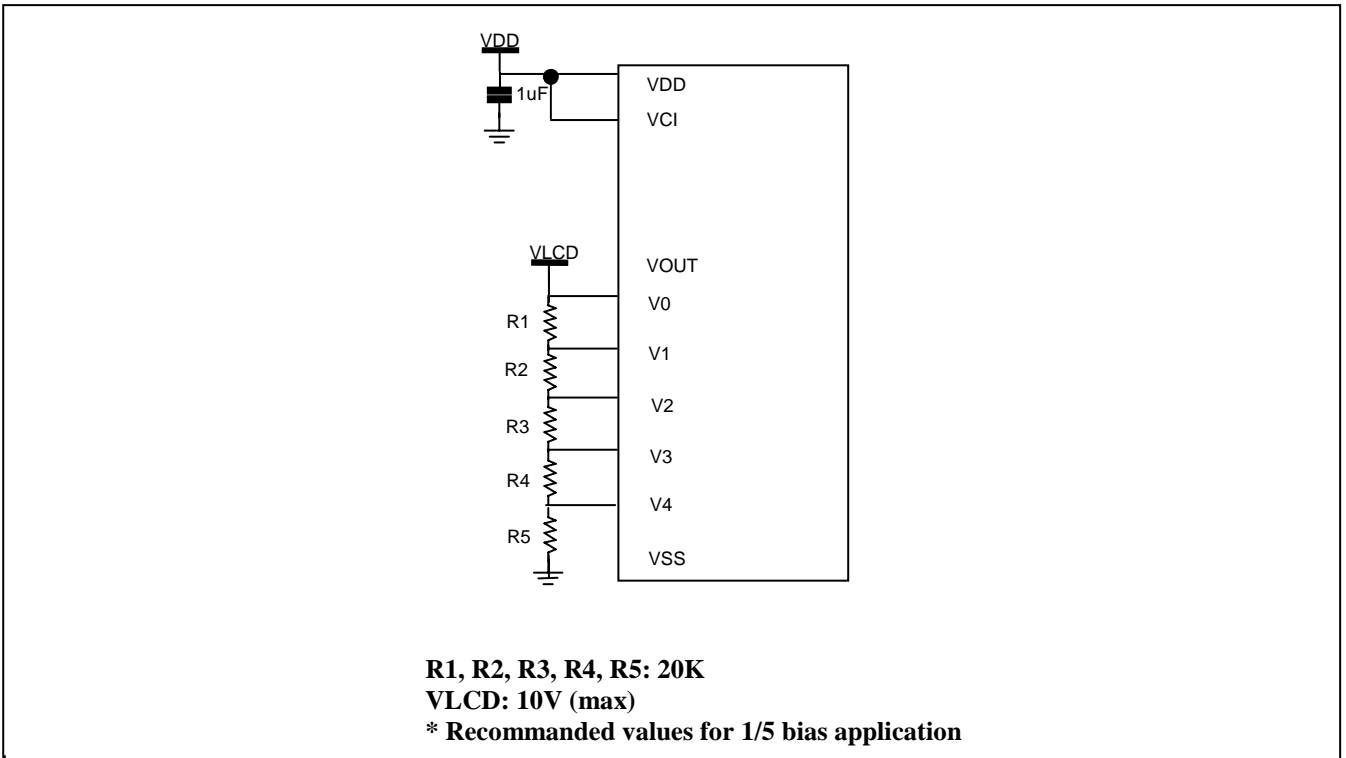 VDD
1uF
VDD
VCI
VLCD
VOUT
V0
R1
V1
R2
V2
R3
V3
R4
V4
R5
VSS
R1, R2, R3, R4, R5: 20K
VLCD: 10V (max)
* Recommanded values for 1/5 bias application